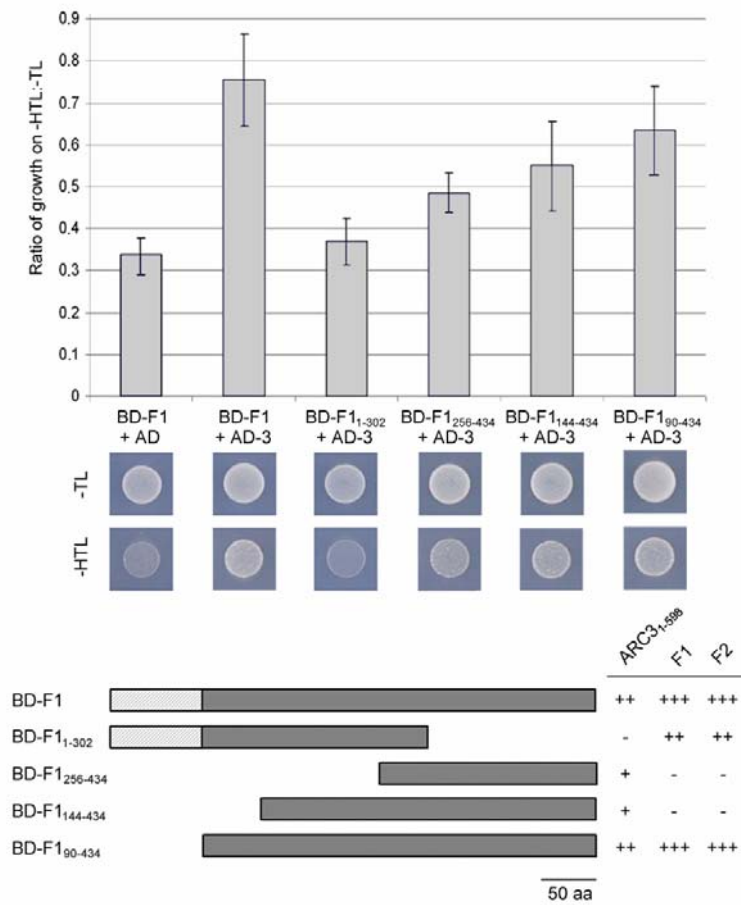 0.9
0.8
0.7
0.6
0.5
0.4
0.3
0.2
0.1
0
Ratio of growth on -HTL:-TL
BD-F1 + AD
BD-F1 + AD-3
BD-F1₁₋₃₀₂ + AD-3
BD-F1₂₅₆₋₄₃₄ + AD-3
BD-F1₁₄₄₋₄₃₄ + AD-3
BD-F1₉₀₋₄₃₄ + AD-3
-TL
-HTL
ARC3₁₋₅₉₈ F1 F2
BD-F1 ++ +++ +++
BD-F1₁₋₃₀₂ - ++ ++
BD-F1₂₅₆₋₄₃₄ + - -
BD-F1₁₄₄₋₄₃₄ + - -
BD-F1₉₀₋₄₃₄ ++ +++ +++
50 aa